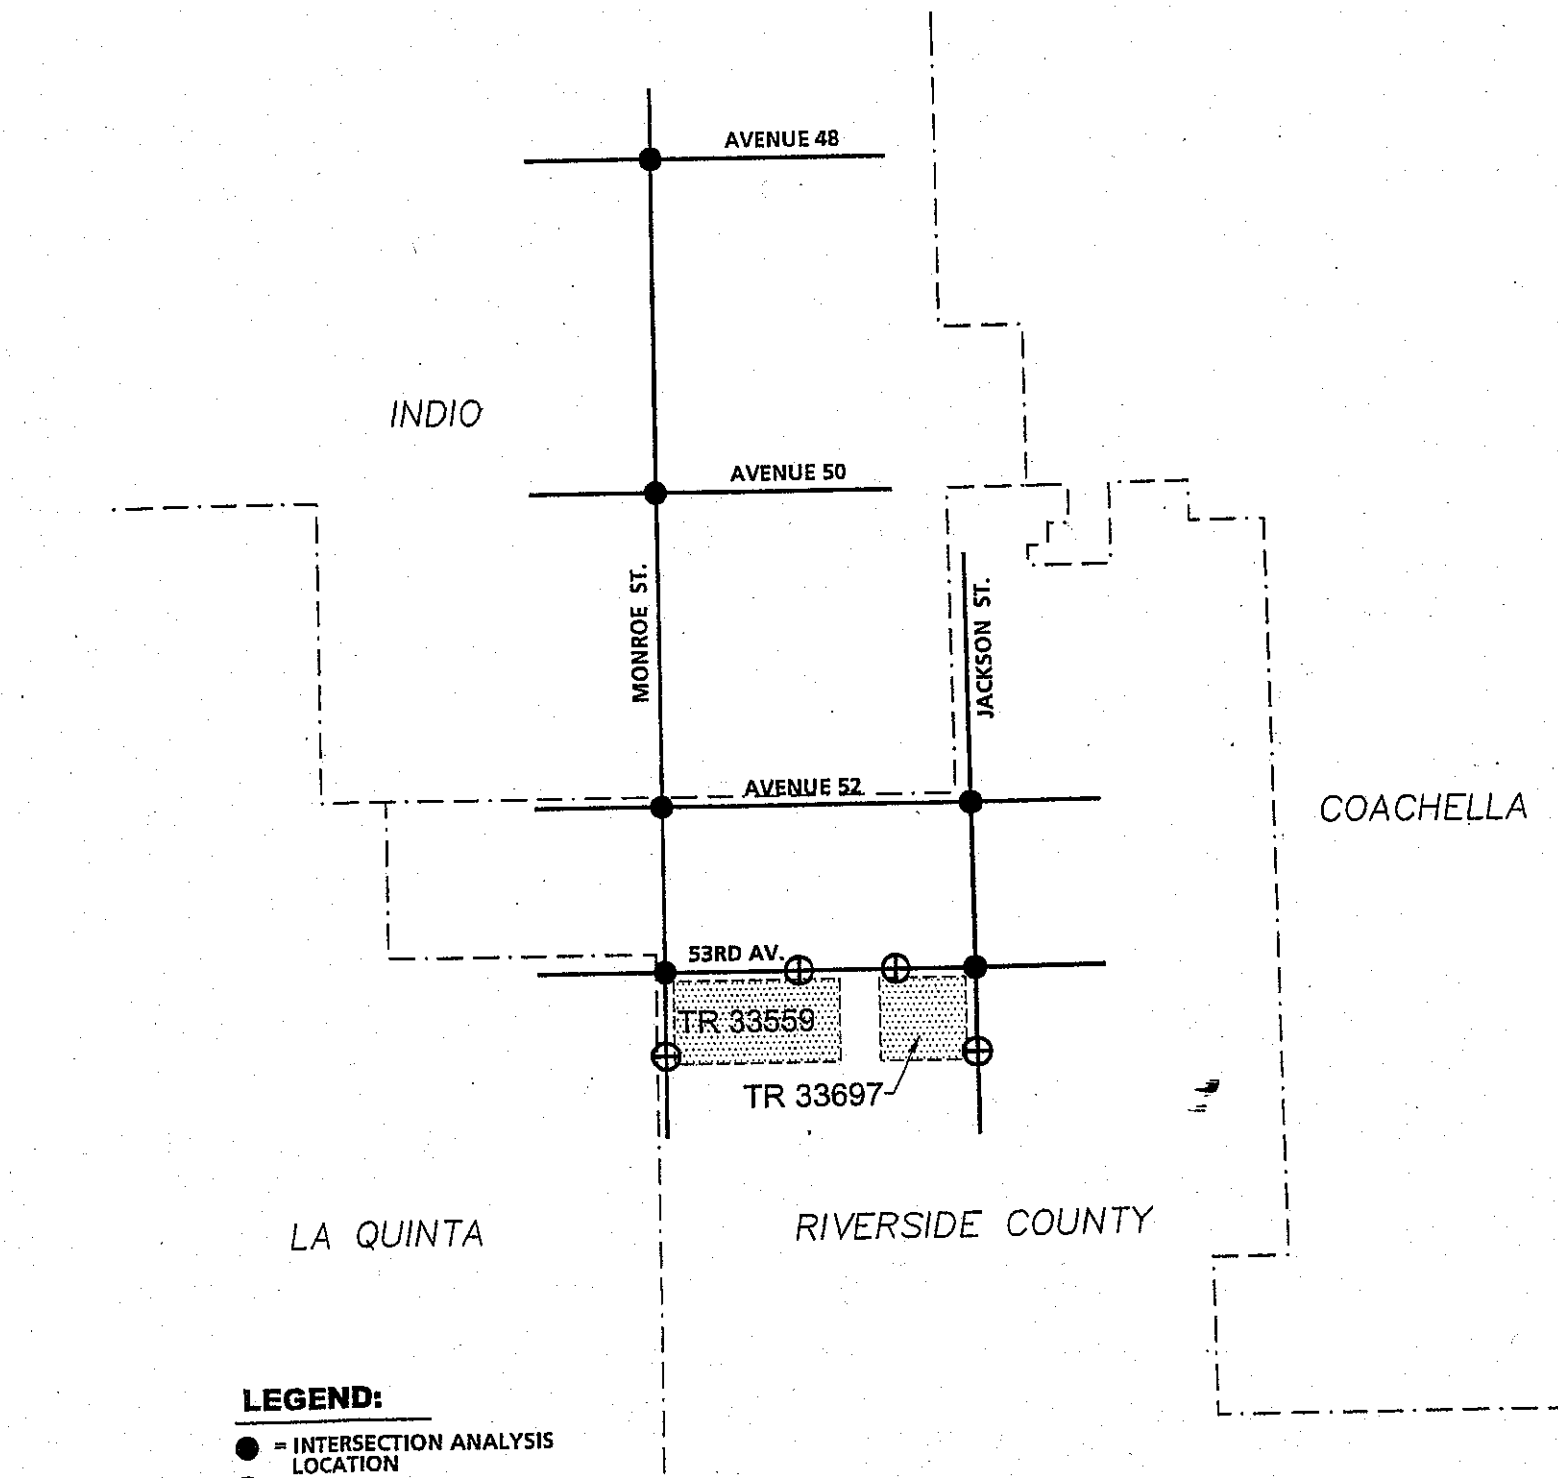 AVENUE 48
INDIO
AVENUE 50
MONROE ST.
JACKSON ST.
AVENUE 52
COACHELLA
53RD AV.
TR 33559
TR 33697
LA QUINTA
RIVERSIDE COUNTY
LEGEND:
= INTERSECTION ANALYSIS
LOCATION